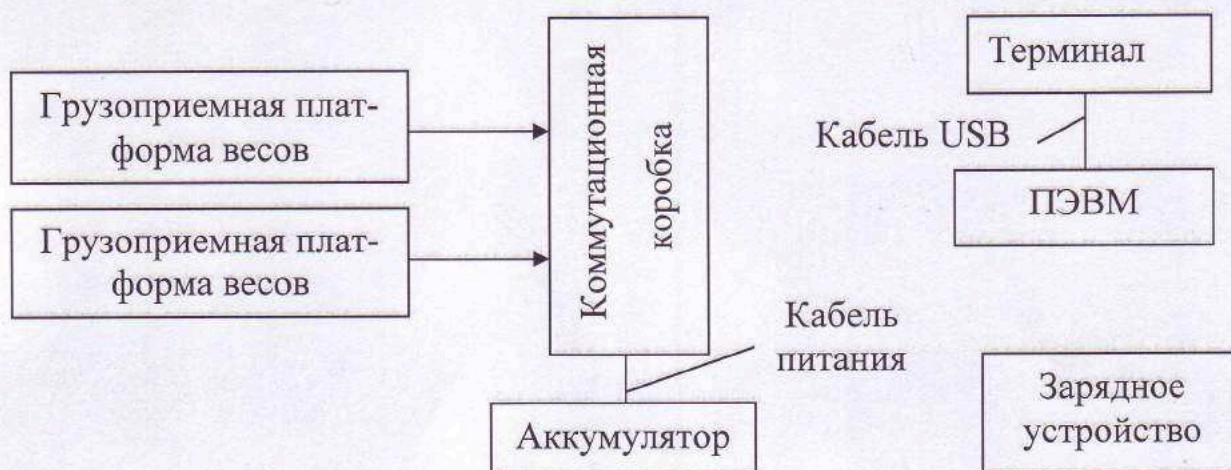 Грузоприемная плат-
форма весов
Грузоприемная плат-
форма весов
Коммутационная
коробка
Терминал
Кабель USB
ПЭВМ
Кабель
питания
Аккумулятор
Зарядное
устройство